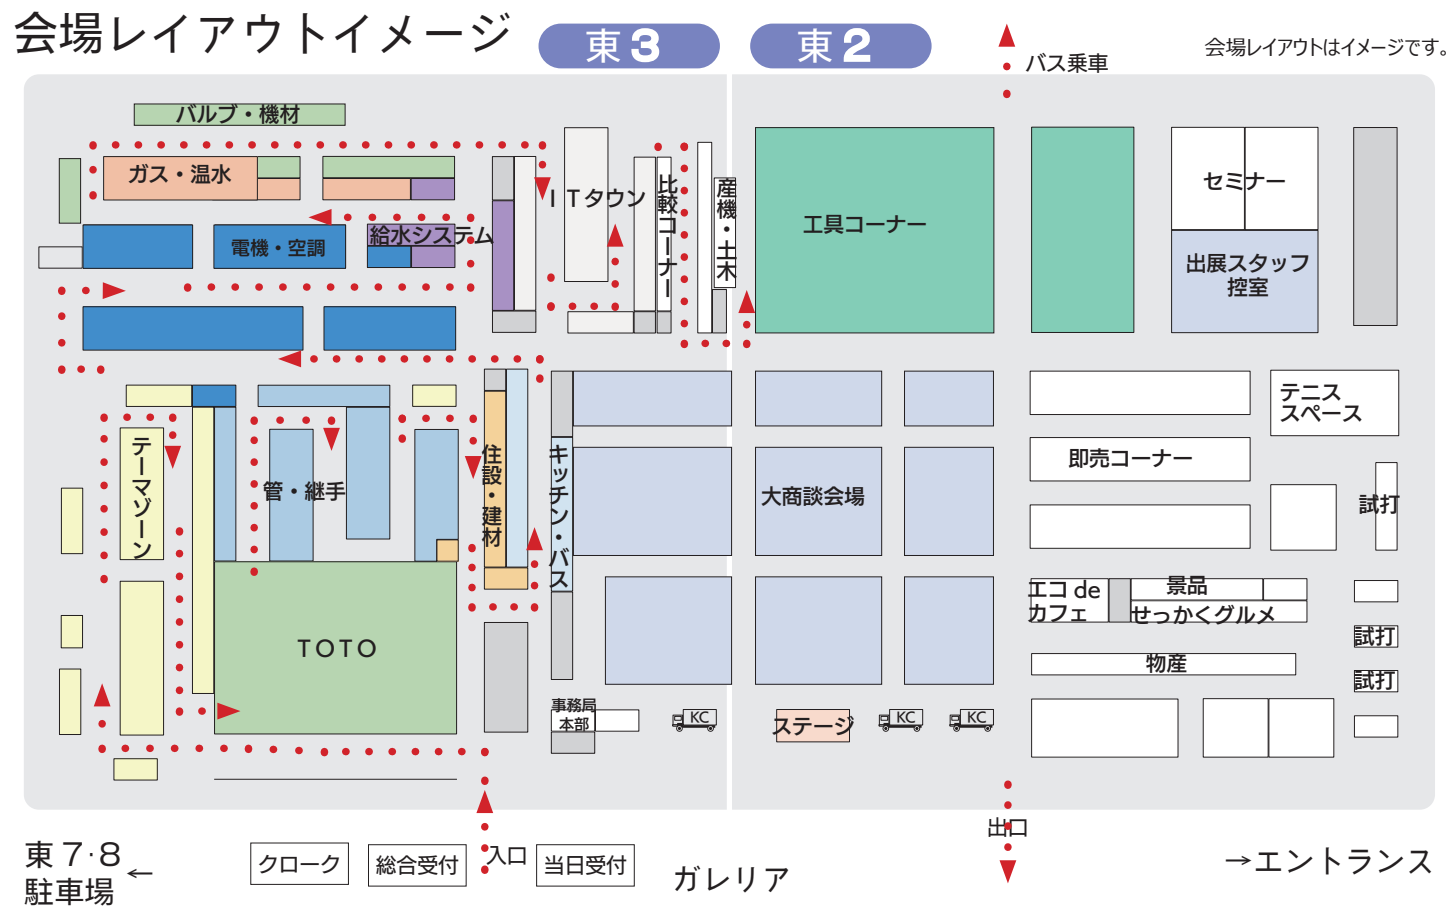 会場レイアウトイメージ
東3
東2
バス乗車
会場レイアウトはイメージです。
バルブ・機材
ガス・温水
ITタウン
比較コーナー
産機・土木
工具コーナー
セミナー
出展スタッフ
控室
電機・空調
給水システム
テーマゾーン
管・継手
住設・建材
キッチン・バス
大商談会場
即売コーナー
テニス
スペース
試打
TOTO
エコde
カフェ
景品
せっかくグルメ
試打
物産
試打
事務局
本部
KC
ステージ
KC
KC
東7·8
駐車場
←
クローク
総合受付
入口
当日受付
ガレリア
出口
→エントランス